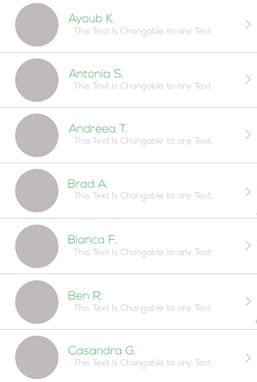 Ayoub K.
This Text Is Changable to any Text.
Antonia S.
This Text Is Changable to any Text.
Andreea T.
This Text Is Changable to any Text.
Brad A.
This Text Is Changable to any Text.
Bianca F.
This Text Is Changable to any Text.
Ben R.
This Text Is Changable to any Text.
Casandra G.
This Text Is Changable to any Text.